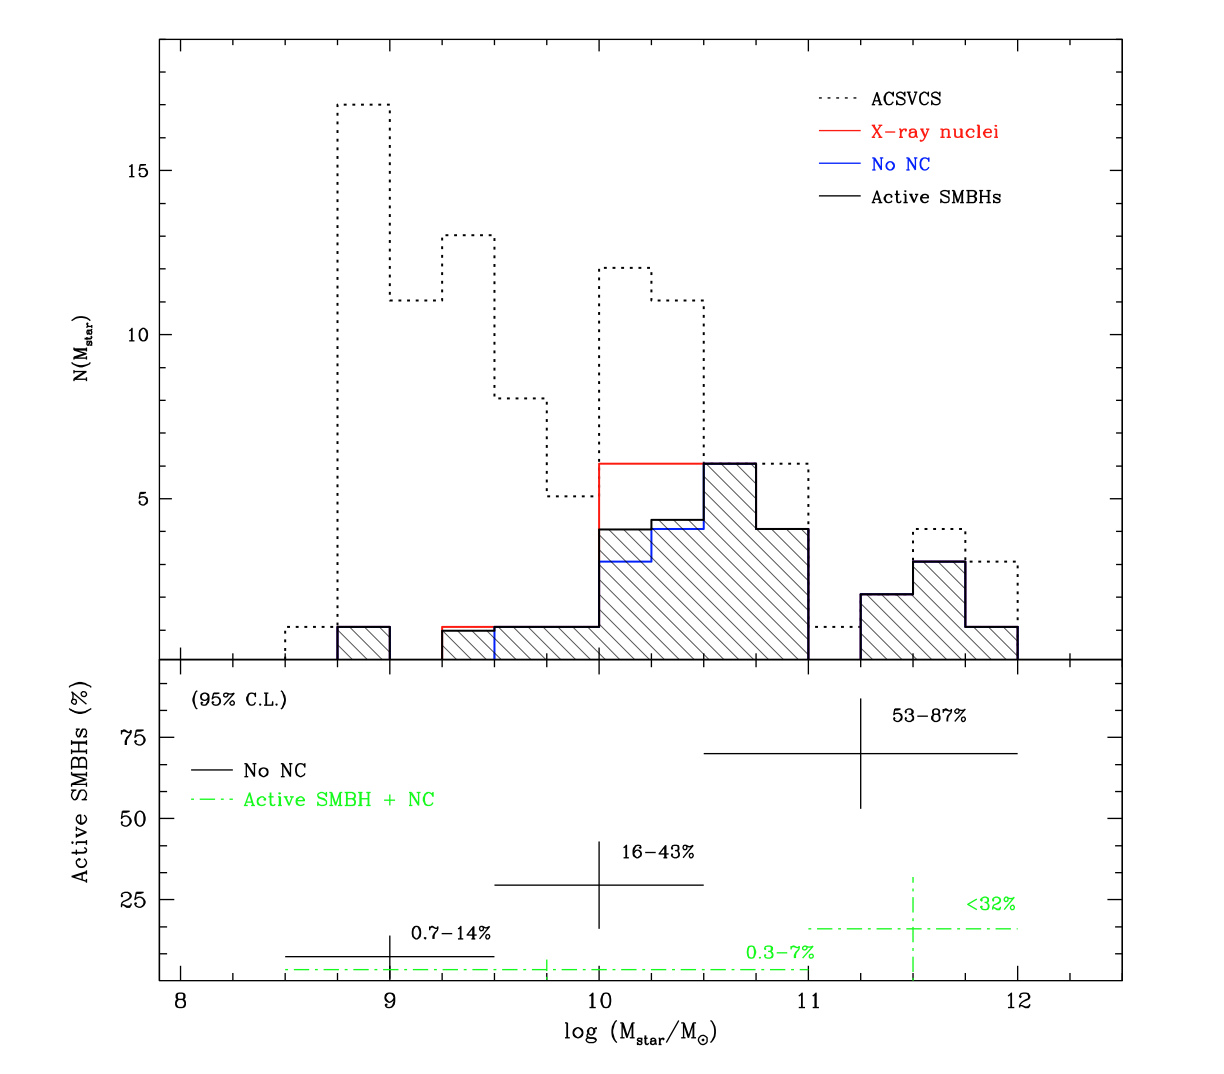 ACSVCS
X-ray nuclei
No NC
Active SMBHs
15
10
5
N(Mstar)
(95% C.L.)
53-87%
75
No NC
Active SMBH + NC
50
16-43%
25
<32%
0.7-14%
0.3-7%
Active SMBHs (%)
8 9 10 11 12
log (Mstar/M⊙)